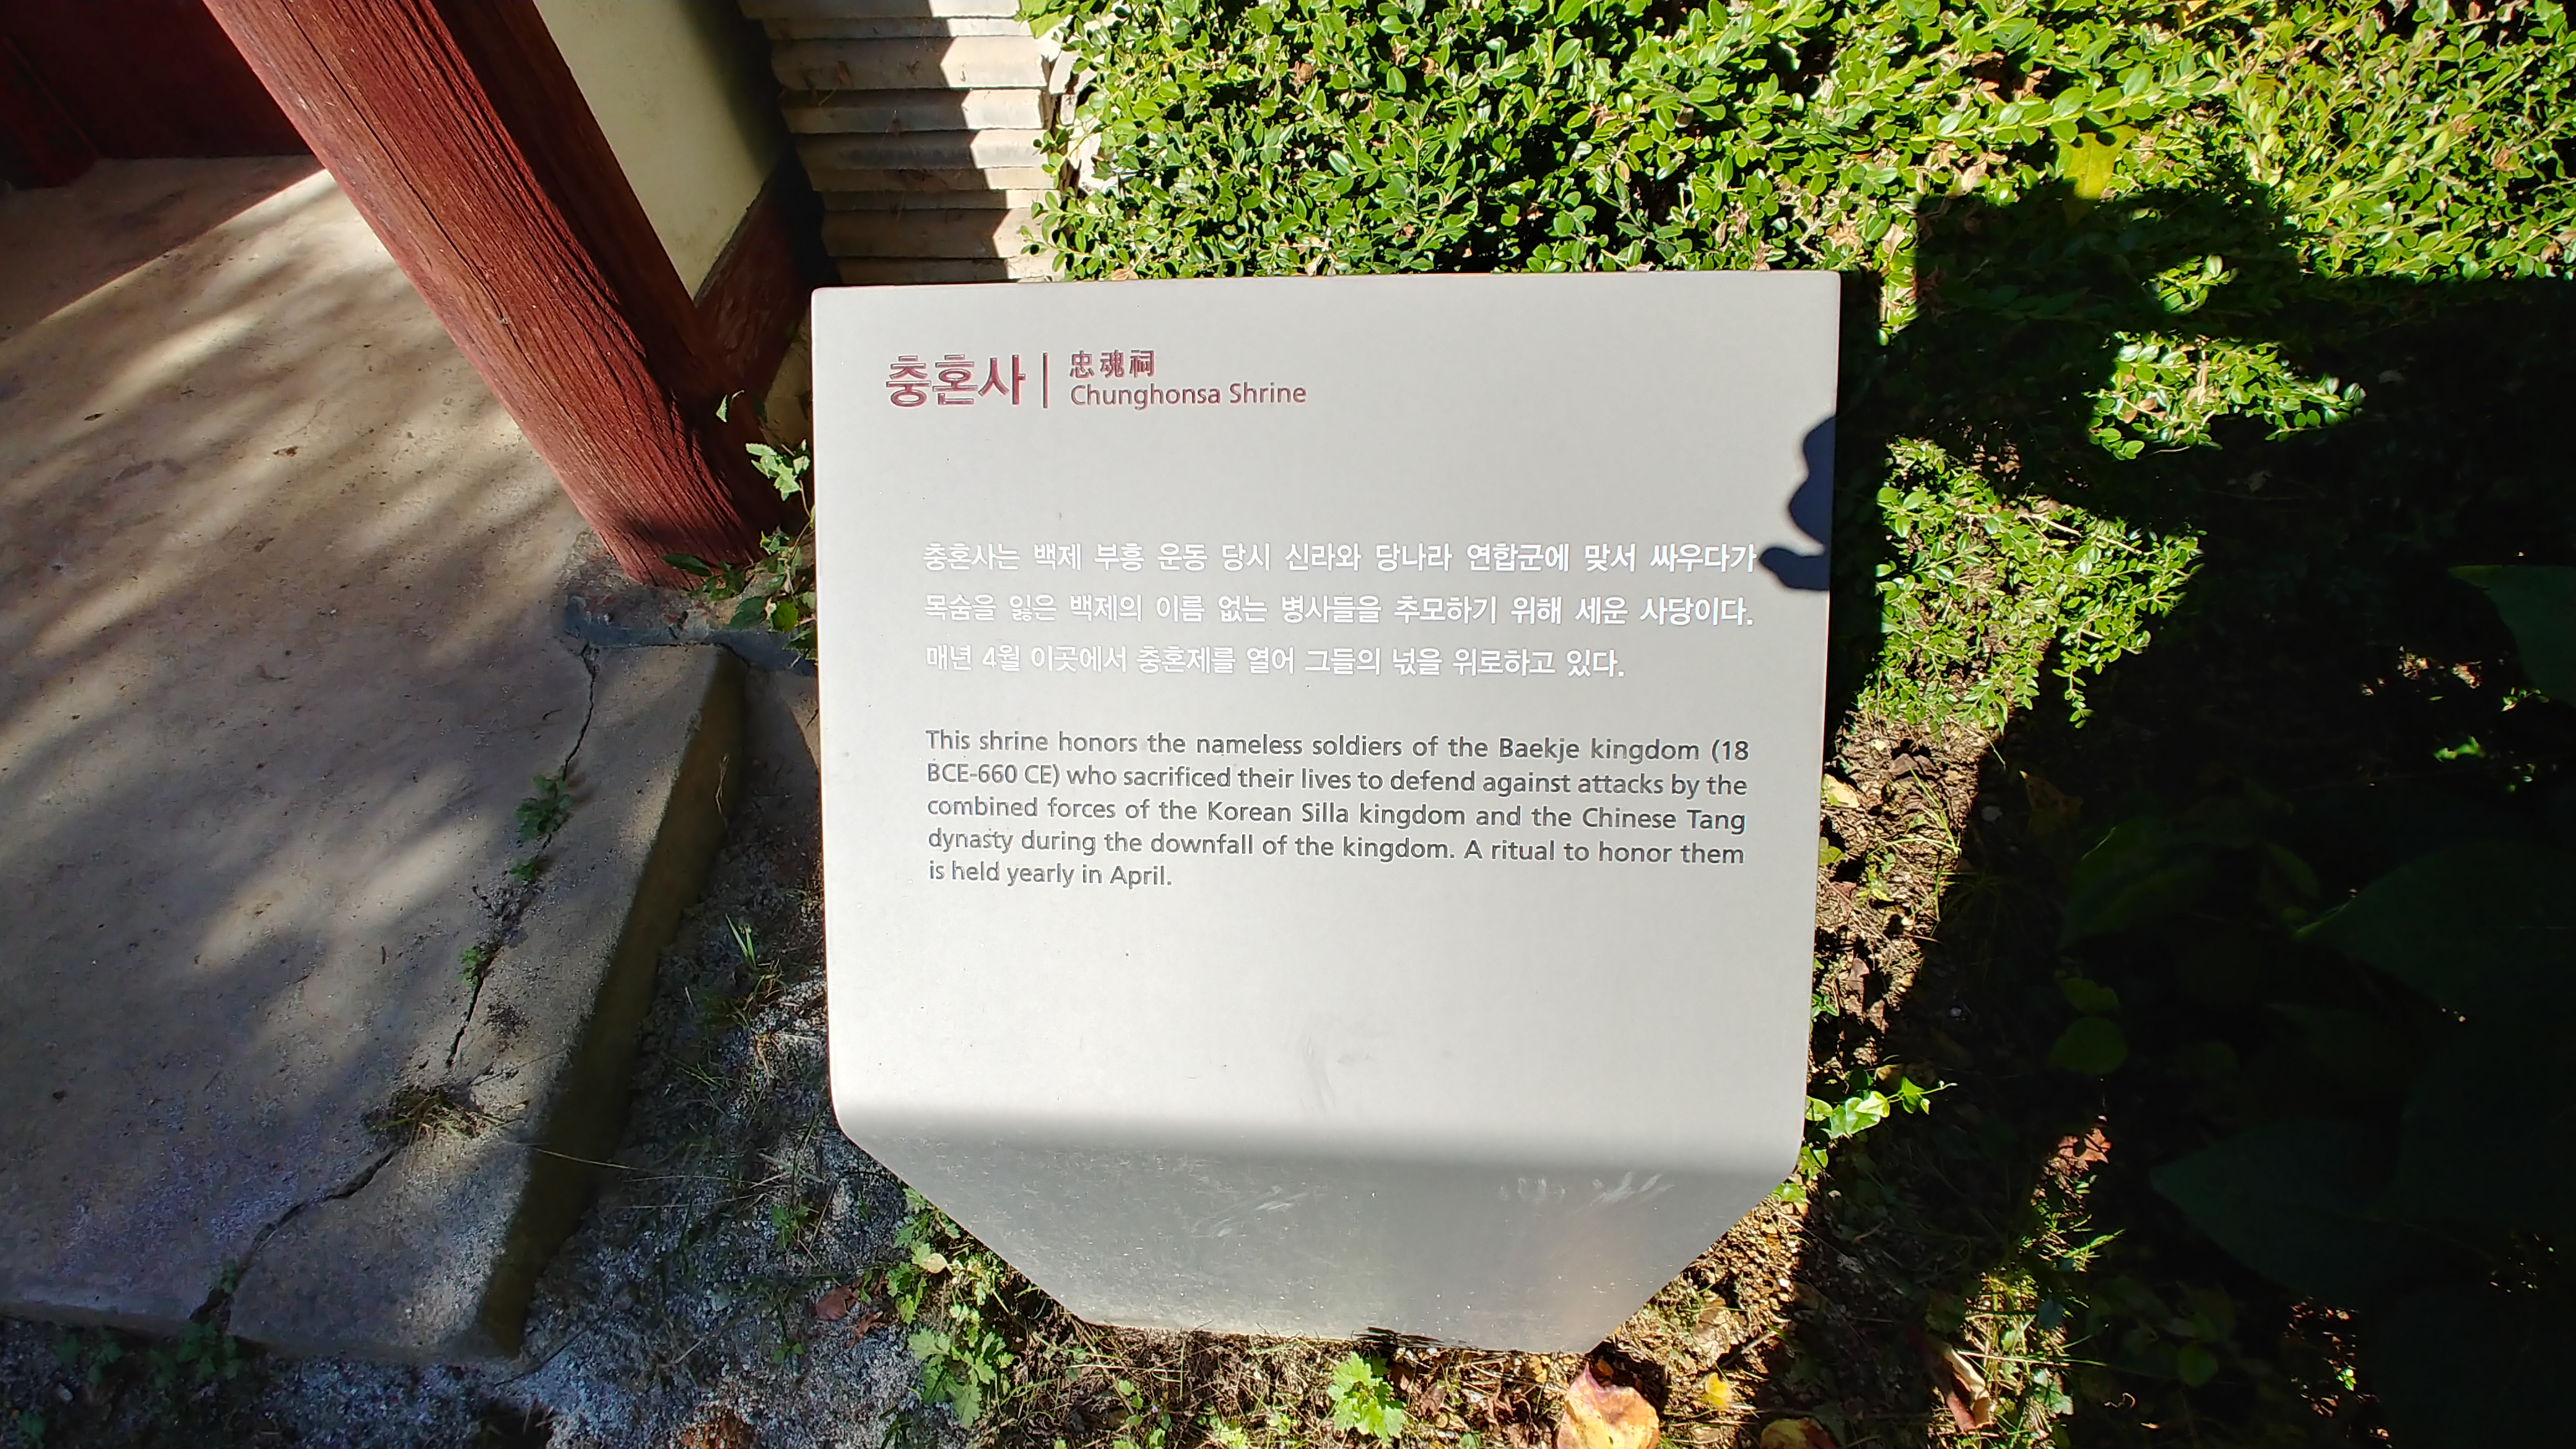 충혼사
忠魂祠
Chunghonsa Shrine
충혼사는 백제 부흥 운동 당시 신라와 당나라 연합군에 맞서 싸우다가
목숨을 잃은 백제의 이름 없는 병사들을 추모하기 위해 세운 사당이다.
매년 4월 이곳에서 충혼제를 열어 그들의 넋을 위로하고 있다.
This shrine honors the nameless soldiers of the Baekje kingdom (18
BCE-660 CE) who sacrificed their lives to defend against attacks by the
combined forces of the Korean Silla kingdom and the Chinese Tang
dynasty during the downfall of the kingdom. A ritual to honor them
is held yearly in April.